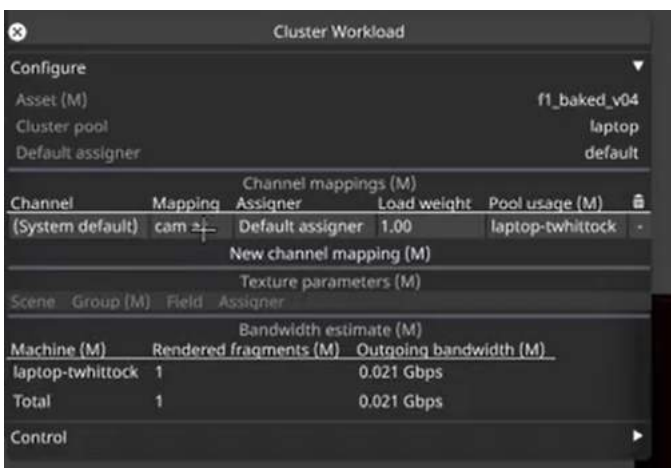 Cluster Workload
Configure
Asset (M) f1_baked_v04
Cluster pool laptop
Default assigner default
Channel mappings (M)
Channel Mapping Assigner Load weight Pool usage (M)
(System default) cam Default assigner 1.00 laptop-twhittock -
New channel mapping (M)
Texture parameters (M)
Scene Group (M) Field Assigner
Bandwidth estimate (M)
Machine (M) Rendered fragments (M) Outgoing bandwidth (M)
laptop-twhittock 1 0.021 Gbps
Total 1 0.021 Gbps
Control